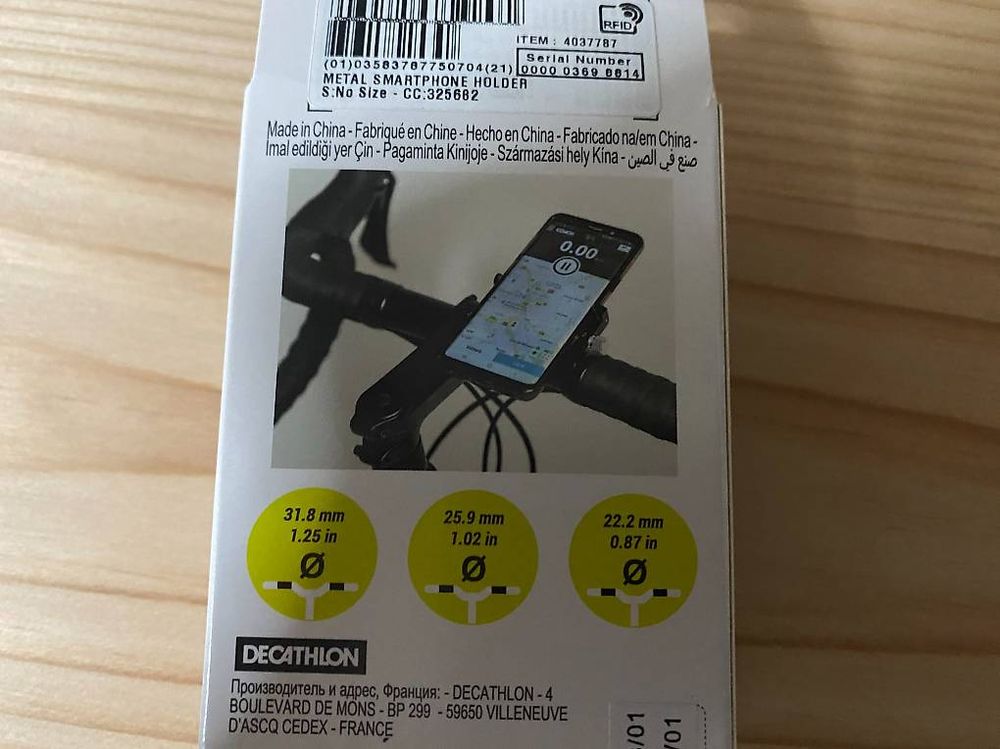 RFID
ITEM : 4037787
Serial Number
0000 0369 8814
(01)03583787750704(21)
METAL SMARTPHONE HOLDER
S:No Size - CC:325682
Made in China - Fabriqué en Chine - Hecho en China - Fabricado na/em China -
İmal edildiği yer Çin - Pagaminta Kinijoje - Származási hely Kína - صنع في الصين
0.00
31.8 mm
1.25 in
Ø
25.9 mm
1.02 in
Ø
22.2 mm
0.87 in
Ø
DECATHLON
Производитель и адрес, Франция: - DECATHLON - 4
BOULEVARD DE MONS - BP 299 - 59650 VILLENEUVE
D'ASCQ CEDEX - FRANCE
/01
/01